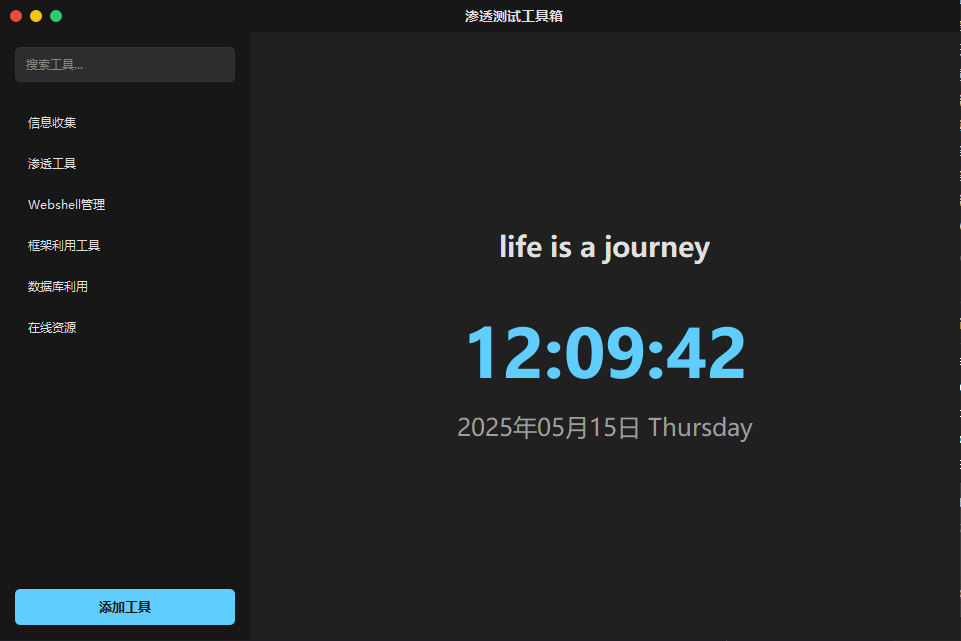 渗透测试工具箱
搜索工具...
信息收集
渗透工具
Webshell管理
框架利用工具
数据库利用
在线资源
添加工具
life is a journey
12:09:42
2025年05月15日 Thursday